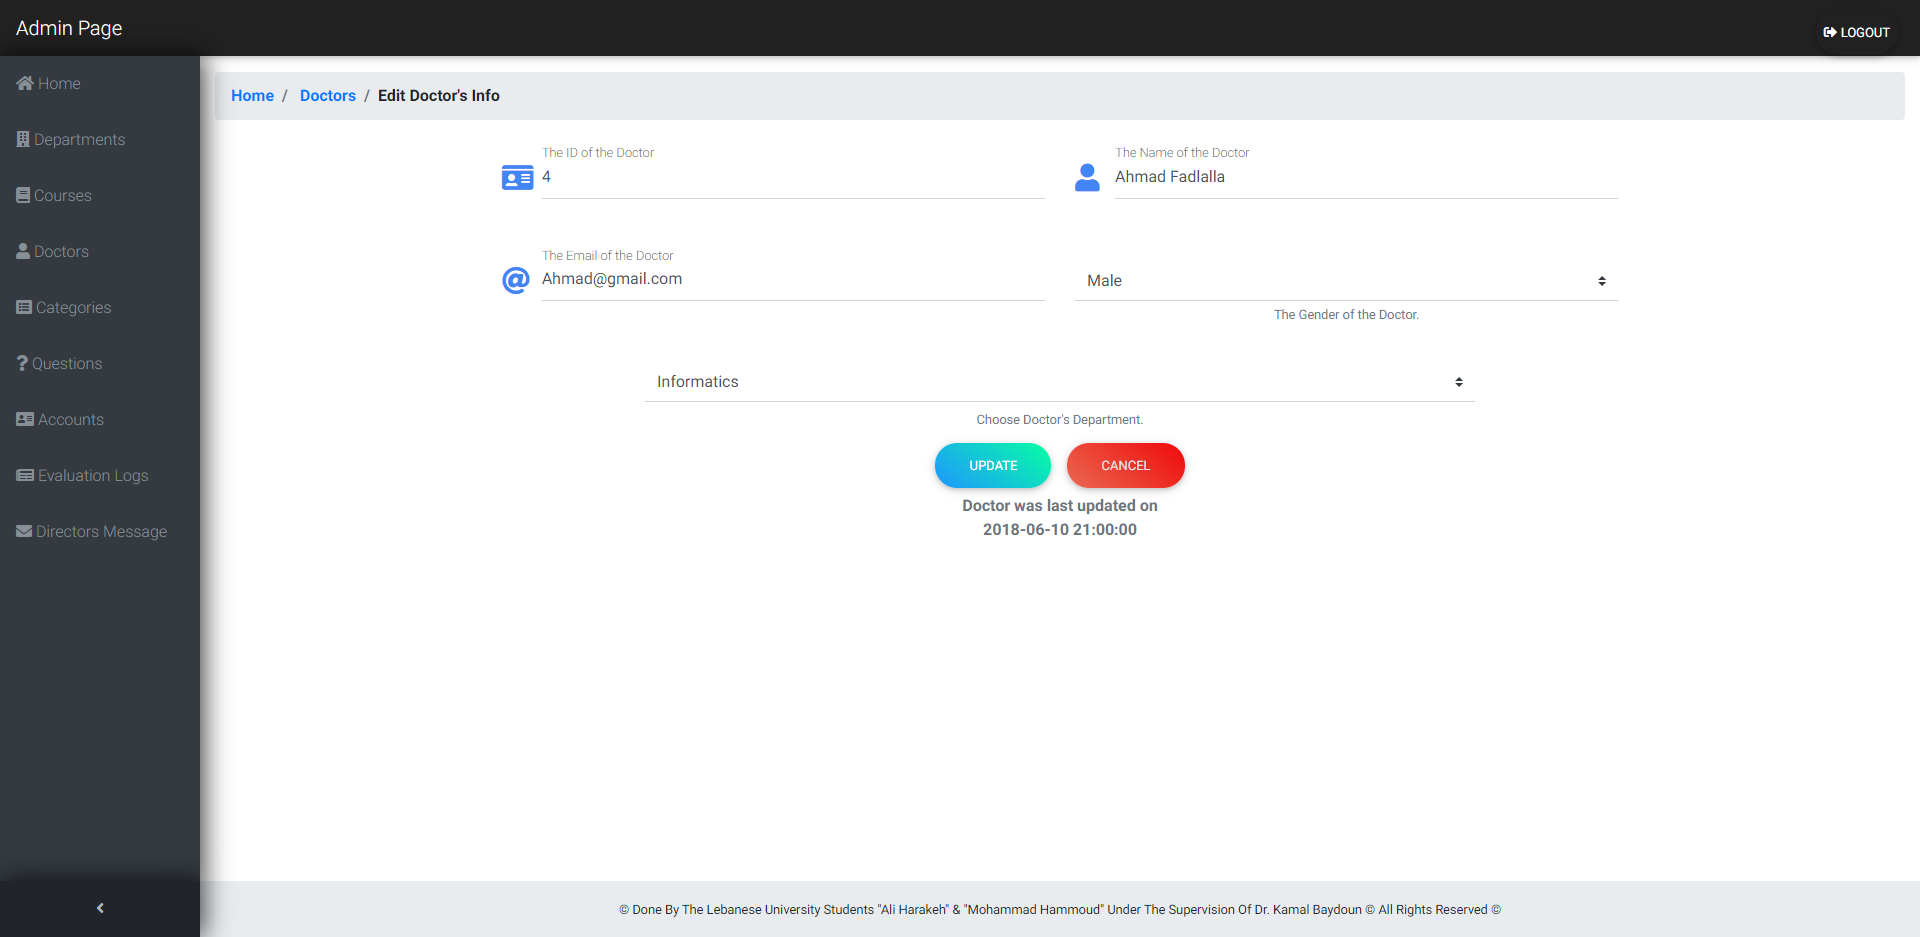 Admin Page
LOGOUT
Home
Departments
Courses
Doctors
Categories
Questions
Accounts
Evaluation Logs
Directors Message
Home / Doctors / Edit Doctor's Info
The ID of the Doctor
4
The Name of the Doctor
Ahmad Fadlalla
The Email of the Doctor
Ahmad@gmail.com
Male
The Gender of the Doctor.
Informatics
Choose Doctor's Department.
UPDATE
CANCEL
Doctor was last updated on
2018-06-10 21:00:00
© Done By The Lebanese University Students "Ali Harakeh" & "Mohammad Hammoud" Under The Supervision Of Dr. Kamal Baydoun © All Rights Reserved ©